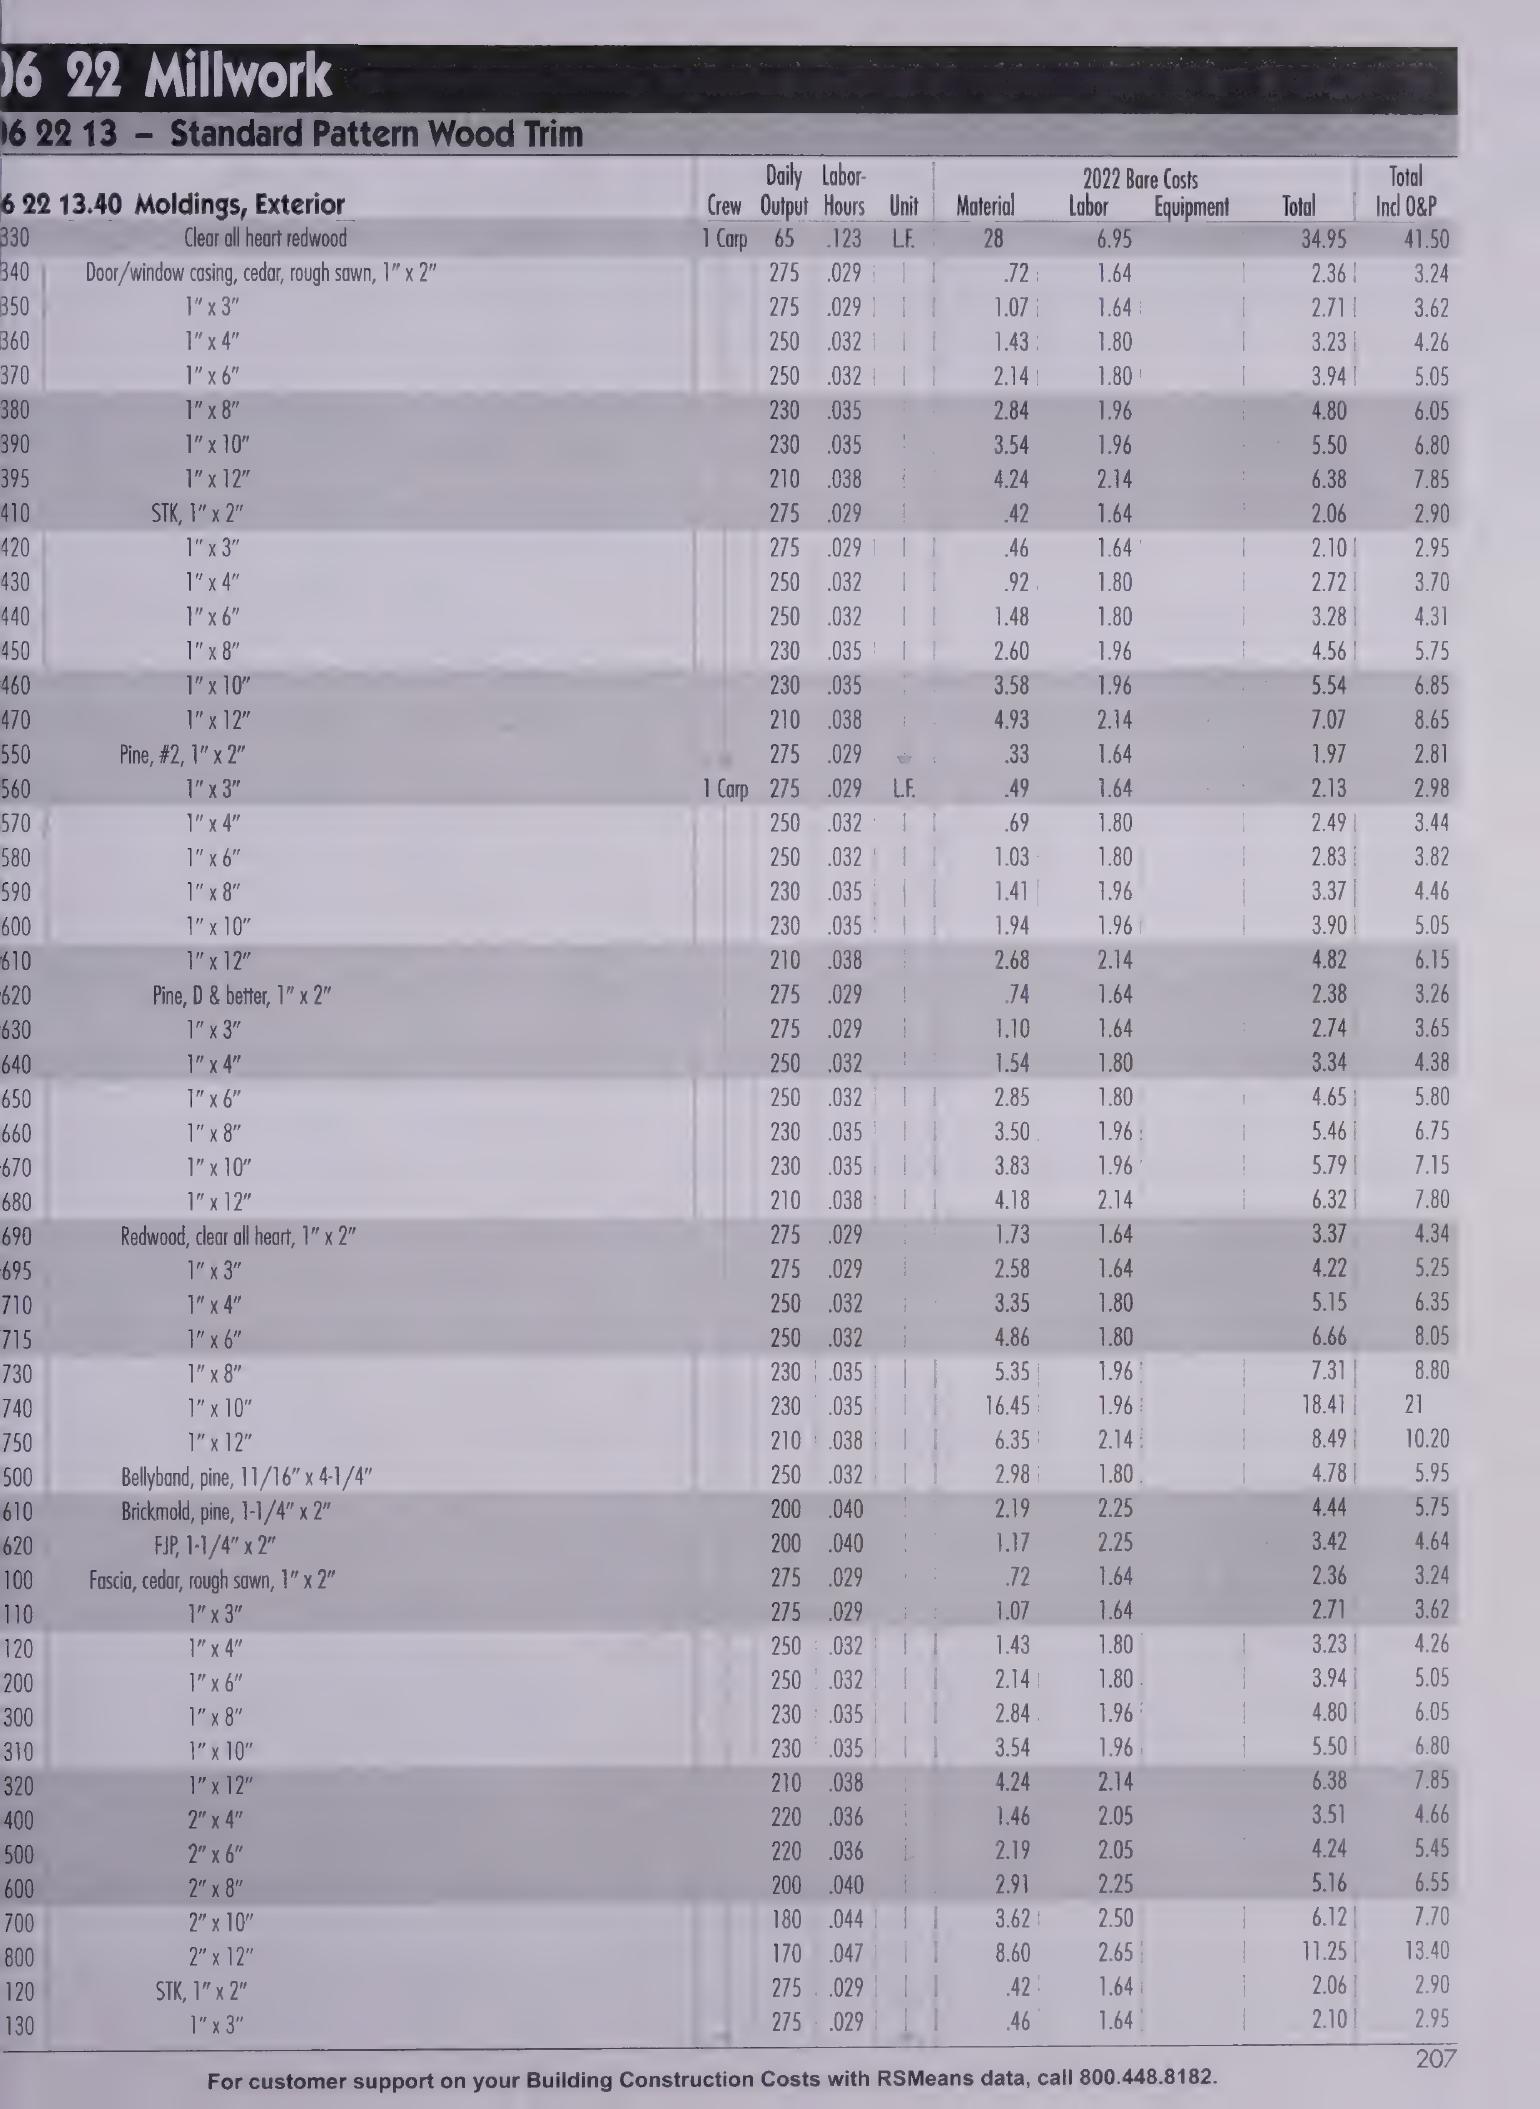 06 22 Millwork
06 22 13 – Standard Pattern Wood Trim
Daily Labor- 2022 Bare Costs Total
6 22 13.40 Moldings, Exterior Crew Output Hours Unit Material Labor Equipment Total Incl O&P
330 Clear all heart redwood 1 Carp 65 .123 L.F. 28 6.95 34.95 41.50
340 Door/window casing, cedar, rough sawn, 1" x 2" 275 .029 .72 1.64 2.36 3.24
350 1" x 3" 275 .029 1.07 1.64 2.71 3.62
360 1" x 4" 250 .032 1.43 1.80 3.23 4.26
370 1" x 6" 250 .032 2.14 1.80 3.94 5.05
380 1" x 8" 230 .035 2.84 1.96 4.80 6.05
390 1" x 10" 230 .035 3.54 1.96 5.50 6.80
395 1" x 12" 210 .038 4.24 2.14 6.38 7.85
410 STK, 1" x 2" 275 .029 .42 1.64 2.06 2.90
420 1" x 3" 275 .029 .46 1.64 2.10 2.95
430 1" x 4" 250 .032 .92 1.80 2.72 3.70
440 1" x 6" 250 .032 1.48 1.80 3.28 4.31
450 1" x 8" 230 .035 2.60 1.96 4.56 5.75
460 1" x 10" 230 .035 3.58 1.96 5.54 6.85
470 1" x 12" 210 .038 4.93 2.14 7.07 8.65
550 Pine, #2, 1" x 2" 275 .029 .33 1.64 1.97 2.81
560 1" x 3" 1 Carp 275 .029 L.F. .49 1.64 2.13 2.98
570 1" x 4" 250 .032 .69 1.80 2.49 3.44
580 1" x 6" 250 .032 1.03 1.80 2.83 3.82
590 1" x 8" 230 .035 1.41 1.96 3.37 4.46
600 1" x 10" 230 .035 1.94 1.96 3.90 5.05
610 1" x 12" 210 .038 2.68 2.14 4.82 6.15
620 Pine, D & better, 1" x 2" 275 .029 .74 1.64 2.38 3.26
630 1" x 3" 275 .029 1.10 1.64 2.74 3.65
640 1" x 4" 250 .032 1.54 1.80 3.34 4.38
650 1" x 6" 250 .032 2.85 1.80 4.65 5.80
660 1" x 8" 230 .035 3.50 1.96 5.46 6.75
670 1" x 10" 230 .035 3.83 1.96 5.79 7.15
680 1" x 12" 210 .038 4.18 2.14 6.32 7.80
690 Redwood, clear all heart, 1" x 2" 275 .029 1.73 1.64 3.37 4.34
695 1" x 3" 275 .029 2.58 1.64 4.22 5.25
710 1" x 4" 250 .032 3.35 1.80 5.15 6.35
715 1" x 6" 250 .032 4.86 1.80 6.66 8.05
730 1" x 8" 230 .035 5.35 1.96 7.31 8.80
740 1" x 10" 230 .035 16.45 1.96 18.41 21
750 1" x 12" 210 .038 6.35 2.14 8.49 10.20
500 Bellyband, pine, 11/16" x 4-1/4" 250 .032 2.98 1.80 4.78 5.95
610 Brickmold, pine, 1-1/4" x 2" 200 .040 2.19 2.25 4.44 5.75
620 FJP, 1-1/4" x 2" 200 .040 1.17 2.25 3.42 4.64
100 Fascia, cedar, rough sawn, 1" x 2" 275 .029 .72 1.64 2.36 3.24
110 1" x 3" 275 .029 1.07 1.64 2.71 3.62
120 1" x 4" 250 .032 1.43 1.80 3.23 4.26
200 1" x 6" 250 .032 2.14 1.80 3.94 5.05
300 1" x 8" 230 .035 2.84 1.96 4.80 6.05
310 1" x 10" 230 .035 3.54 1.96 5.50 6.80
320 1" x 12" 210 .038 4.24 2.14 6.38 7.85
400 2" x 4" 220 .036 1.46 2.05 3.51 4.66
500 2" x 6" 220 .036 2.19 2.05 4.24 5.45
600 2" x 8" 200 .040 2.91 2.25 5.16 6.55
700 2" x 10" 180 .044 3.62 2.50 6.12 7.70
800 2" x 12" 170 .047 8.60 2.65 11.25 13.40
120 STK, 1" x 2" 275 .029 .42 1.64 2.06 2.90
130 1" x 3" 275 .029 .46 1.64 2.10 2.95
207
For customer support on your Building Construction Costs with RSMeans data, call 800.448.8182.